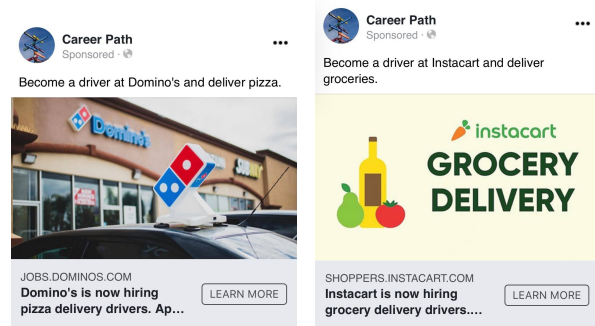 Career Path
Sponsored ·
•••
Become a driver at Domino's and deliver pizza.
Domino's
JOBS.DOMINOS.COM
Domino's is now hiring
pizza delivery drivers. Ap...
LEARN MORE
Career Path
Sponsored ·
•••
Become a driver at Instacart and deliver
groceries.
instacart
GROCERY
DELIVERY
SHOPPERS.INSTACART.COM
Instacart is now hiring
grocery delivery drivers....
LEARN MORE